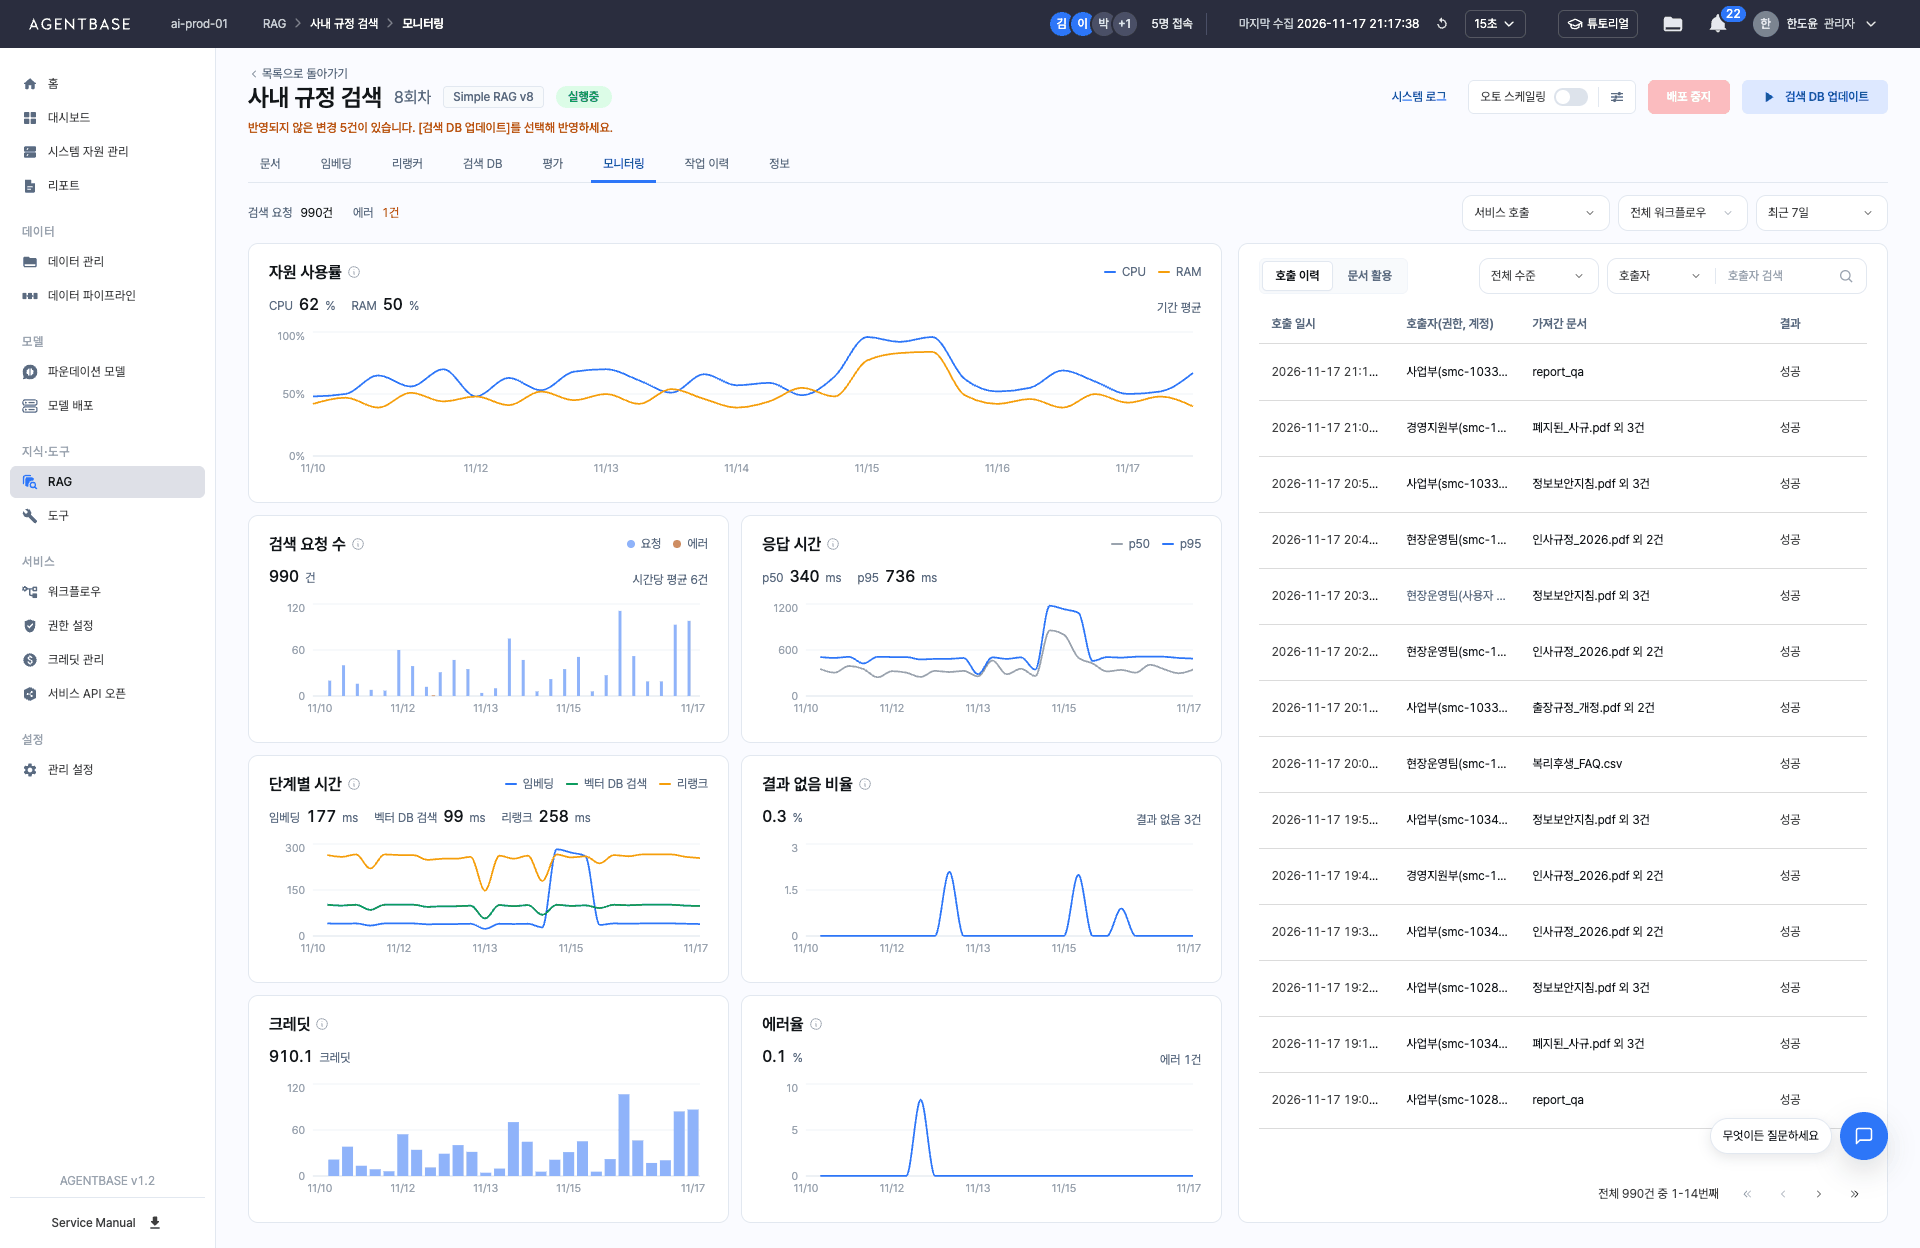 AGENTBASE
ai-prod-01
RAG > 사내 규정 검색 > 모니터링
김 이 박 +1 5명 접속
마지막 수집 2026-11-17 21:17:38
15초
튜토리얼
22
한 한도윤 관리자
홈
대시보드
시스템 자원 관리
리포트
데이터
데이터 관리
데이터 파이프라인
모델
파운데이션 모델
모델 배포
지식·도구
RAG
도구
서비스
워크플로우
권한 설정
크레딧 관리
서비스 API 오픈
설정
관리 설정
AGENTBASE v1.2
Service Manual
목록으로 돌아가기
사내 규정 검색 8회차 Simple RAG v8 실행중
반영되지 않은 변경 5건이 있습니다. [검색 DB 업데이트]를 선택해 반영하세요.
시스템 로그
오토 스케일링
배포 중지
검색 DB 업데이트
문서 임베딩 리랭커 검색 DB 평가 모니터링 작업 이력 정보
검색 요청 990건 에러 1건
서비스 호출
전체 워크플로우
최근 7일
자원 사용률
CPU RAM
CPU 62 % RAM 50 %
기간 평균
100%
50%
0%
11/10 11/12 11/13 11/14 11/15 11/16 11/17
검색 요청 수
요청 에러
990 건
시간당 평균 6건
120
60
0
11/10 11/12 11/13 11/15 11/17
응답 시간
p50 p95
p50 340 ms p95 736 ms
1200
600
0
11/10 11/12 11/13 11/15 11/17
단계별 시간
임베딩 벡터 DB 검색 리랭크
임베딩 177 ms 벡터 DB 검색 99 ms 리랭크 258 ms
300
150
0
11/10 11/12 11/13 11/15 11/17
결과 없음 비율
0.3 %
결과 없음 3건
3
1.5
0
11/10 11/12 11/13 11/15 11/17
크레딧
910.1 크레딧
120
60
0
11/10 11/12 11/13 11/15 11/17
에러율
0.1 %
에러 1건
10
5
0
11/10 11/12 11/13 11/15 11/17
호출 이력 문서 활용
전체 수준
호출자
호출자 검색
호출 일시 호출자(권한, 계정) 가져간 문서 결과
2026-11-17 21:1... 사업부(smc-1033... report_qa 성공
2026-11-17 21:0... 경영지원부(smc-1... 폐지된_사규.pdf 외 3건 성공
2026-11-17 20:5... 사업부(smc-1033... 정보보안지침.pdf 외 3건 성공
2026-11-17 20:4... 현장운영팀(smc-1... 인사규정_2026.pdf 외 2건 성공
2026-11-17 20:3... 현장운영팀(사용자 ... 정보보안지침.pdf 외 3건 성공
2026-11-17 20:2... 현장운영팀(smc-1... 인사규정_2026.pdf 외 2건 성공
2026-11-17 20:1... 사업부(smc-1033... 출장규정_개정.pdf 외 2건 성공
2026-11-17 20:0... 현장운영팀(smc-1... 복리후생_FAQ.csv 성공
2026-11-17 19:5... 사업부(smc-1034... 정보보안지침.pdf 외 3건 성공
2026-11-17 19:4... 경영지원부(smc-1... 인사규정_2026.pdf 외 2건 성공
2026-11-17 19:3... 사업부(smc-1034... 인사규정_2026.pdf 외 2건 성공
2026-11-17 19:2... 사업부(smc-1028... 정보보안지침.pdf 외 3건 성공
2026-11-17 19:1... 사업부(smc-1034... 폐지된_사규.pdf 외 3건 성공
2026-11-17 19:0... 사업부(smc-1028... report_qa 성공
무엇이든 질문하세요
전체 990건 중 1-14번째 « ‹ › »